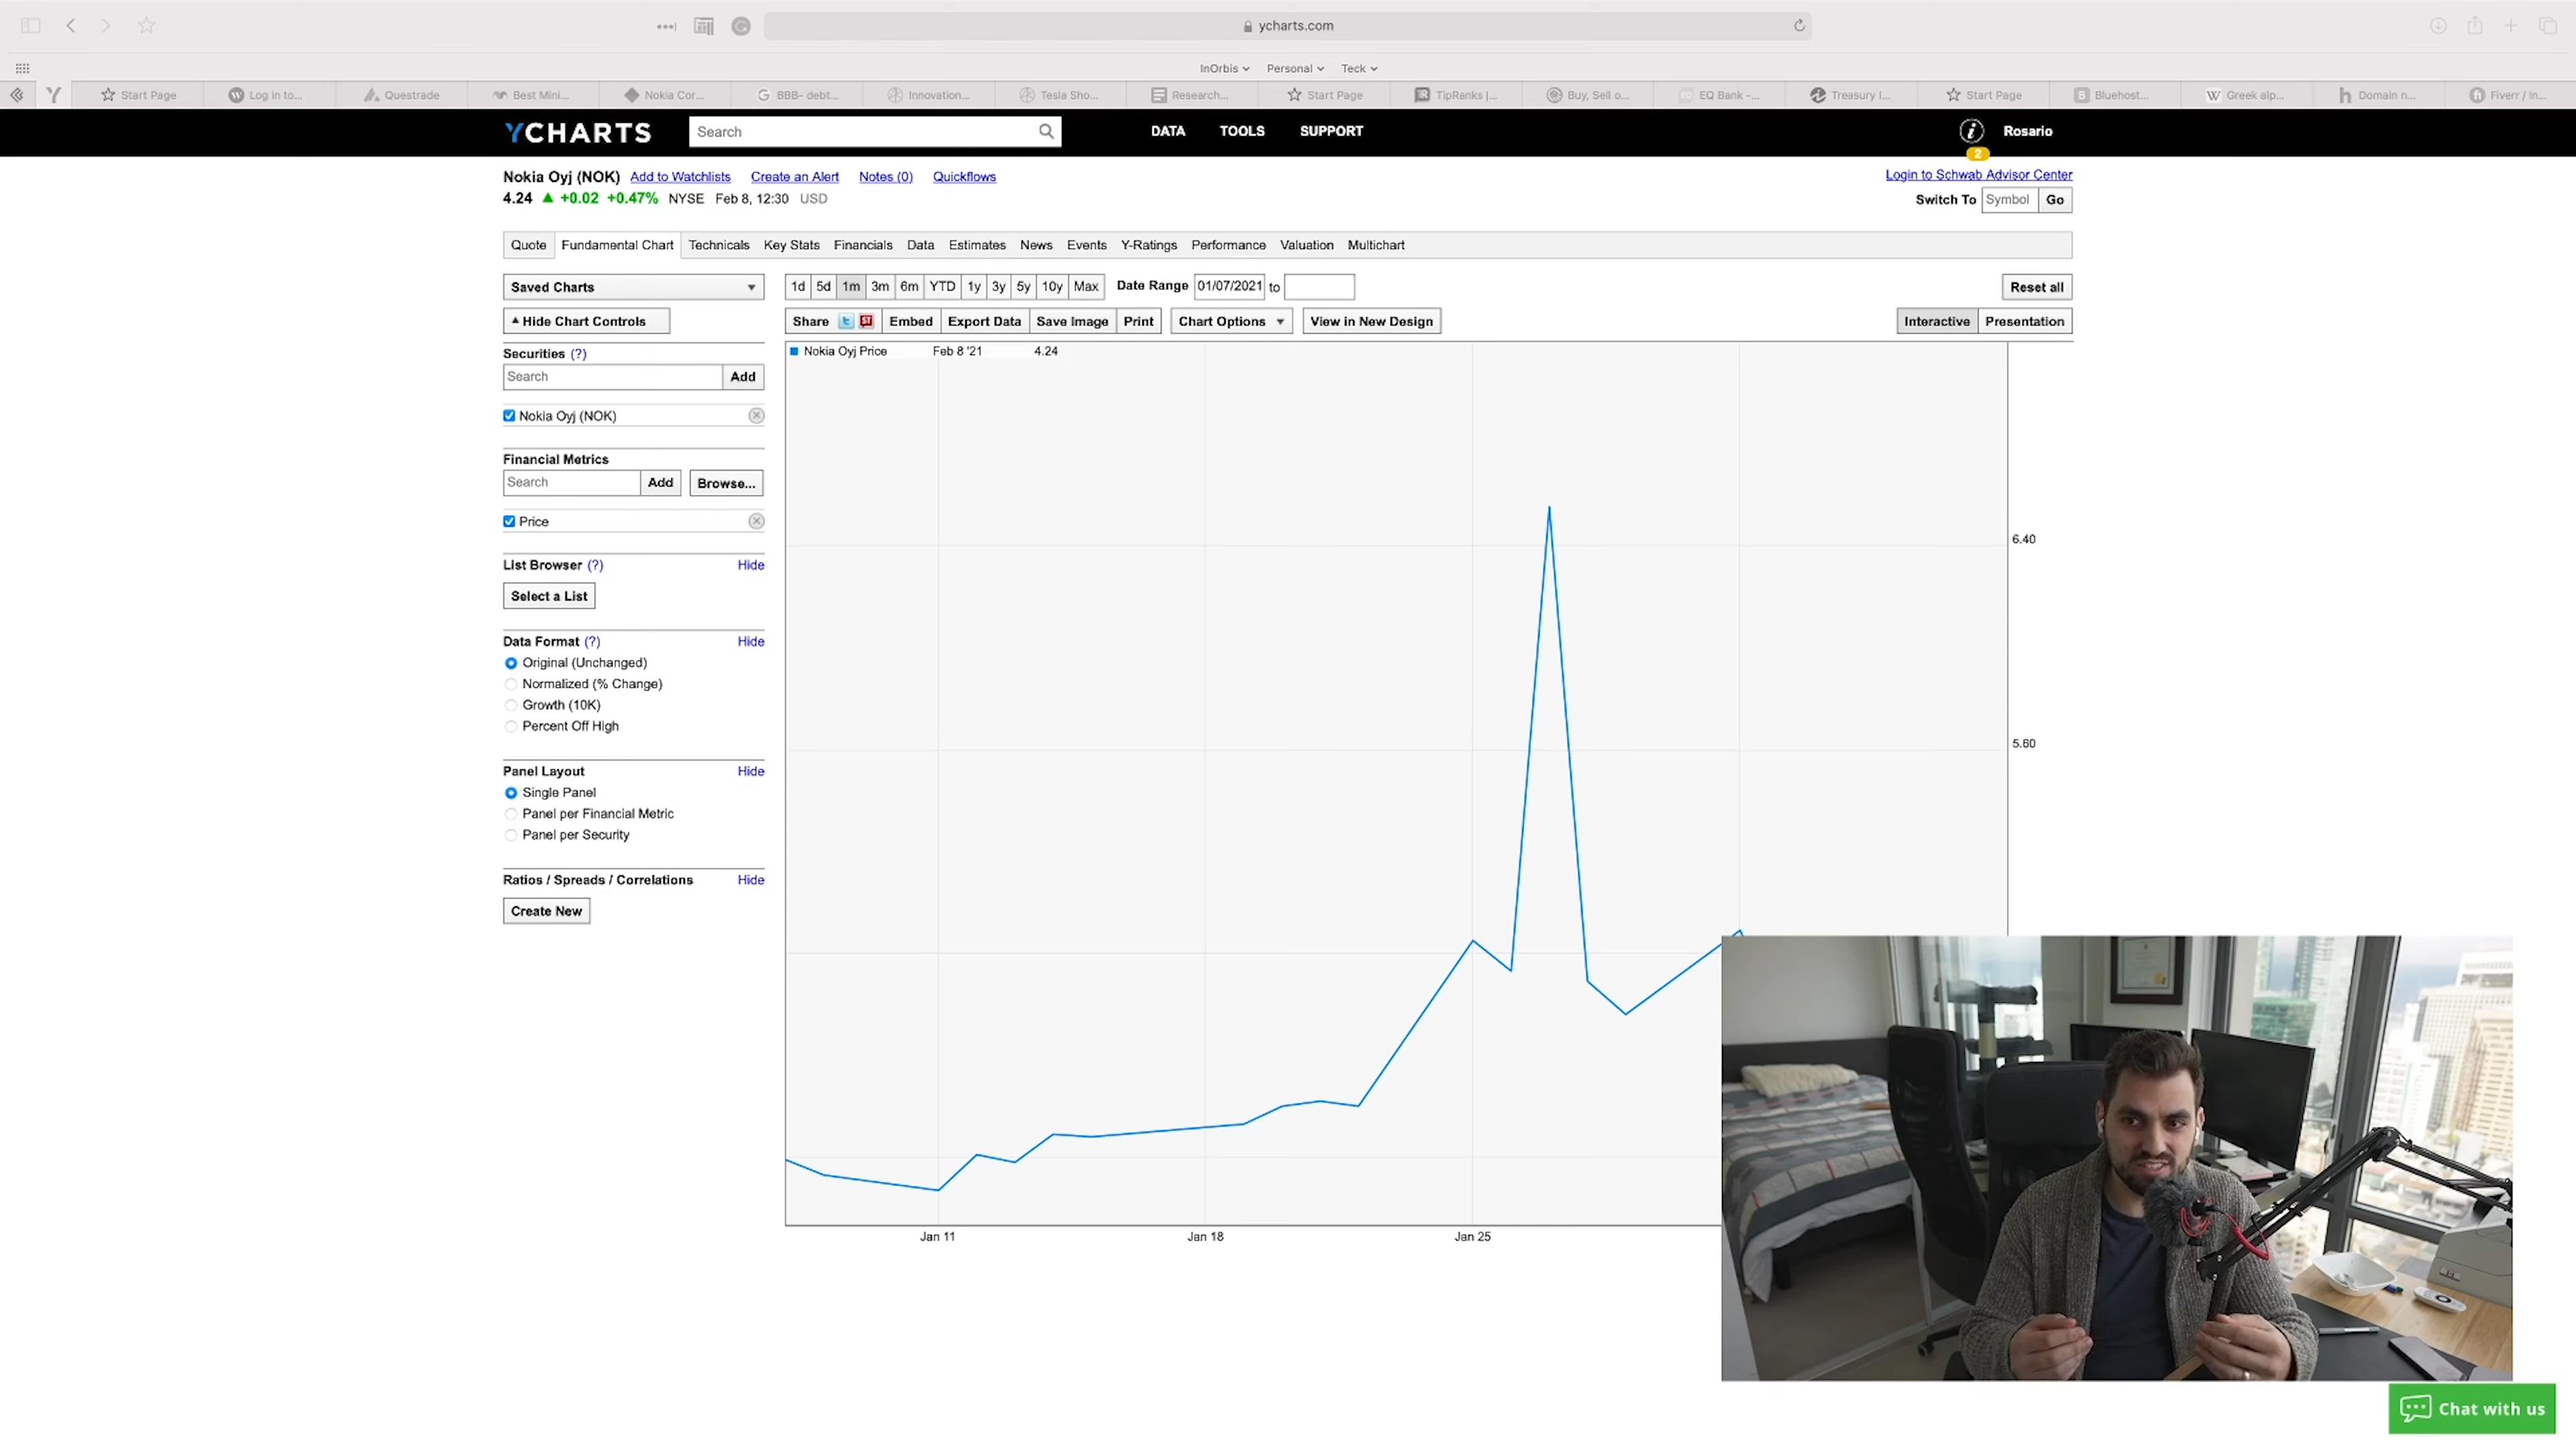 ycharts.com
InOrbis Personal Teck
Start Page Log in to... Questrade Best Mini... Nokia Cor... BBB- debt... Innovation... Tesla Sho... Research... Start Page TipRanks |... Buy, Sell o... EQ Bank -... Treasury I... Start Page Bluehost... Greek alp... Domain n... Fiverr / In...
YCHARTS Search DATA TOOLS SUPPORT Rosario
2
Nokia Oyj (NOK) Add to Watchlists Create an Alert Notes (0) Quickflows Login to Schwab Advisor Center
4.24 +0.02 +0.47% NYSE Feb 8, 12:30 USD Switch To Symbol Go
Quote Fundamental Chart Technicals Key Stats Financials Data Estimates News Events Y-Ratings Performance Valuation Multichart
Saved Charts 1d 5d 1m 3m 6m YTD 1y 3y 5y 10y Max Date Range 01/07/2021 to Reset all
Hide Chart Controls Share Embed Export Data Save Image Print Chart Options View in New Design Interactive Presentation
Nokia Oyj Price Feb 8 '21 4.24
Securities (?)
Search Add
Nokia Oyj (NOK)
Financial Metrics
Search Add Browse...
Price
List Browser (?) Hide
Select a List
Data Format (?) Hide
Original (Unchanged)
Normalized (% Change)
Growth (10K)
Percent Off High
Panel Layout Hide
Single Panel
Panel per Financial Metric
Panel per Security
Ratios / Spreads / Correlations Hide
Create New
6.40
5.60
Jan 11 Jan 18 Jan 25
Chat with us